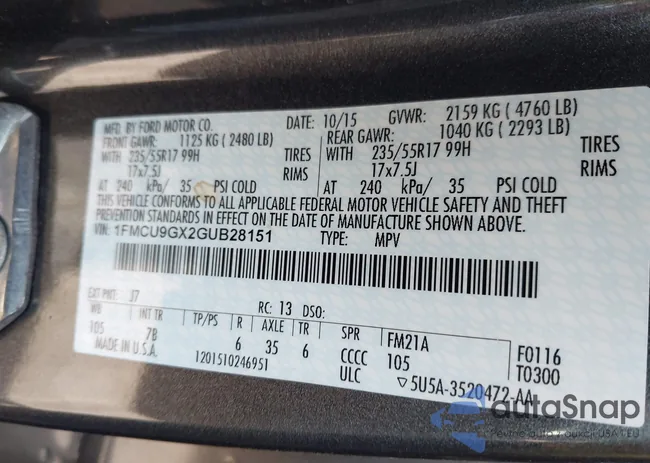 MFD. BY FORD MOTOR CO. DATE: 10/15 GVWR: 2159 KG ( 4760 LB)
FRONT GAWR: 1125 KG ( 2480 LB) REAR GAWR: 1040 KG ( 2293 LB)
WITH 235/55R17 99H TIRES WITH 235/55R17 99H TIRES
17x7.5J RIMS 17x7.5J RIMS
AT 240 kPa/ 35 PSI COLD AT 240 kPa/ 35 PSI COLD
THIS VEHICLE CONFORMS TO ALL APPLICABLE FEDERAL MOTOR VEHICLE SAFETY AND THEFT
PREVENTION STANDARDS IN EFFECT ON THE DATE OF MANUFACTURE SHOWN ABOVE.
VIN: 1FMCU9GX2GUB28151 TYPE: MPV
EXT PNT: J7 RC: 13 DSO:
WB INT TR TP/PS R AXLE TR SPR FM21A F0116
105 7B 6 35 6 CCCC 105 T0300
MADE IN U.S.A. 1201510246951 ULC ▽5U5A-3520472-AA
autoSnap